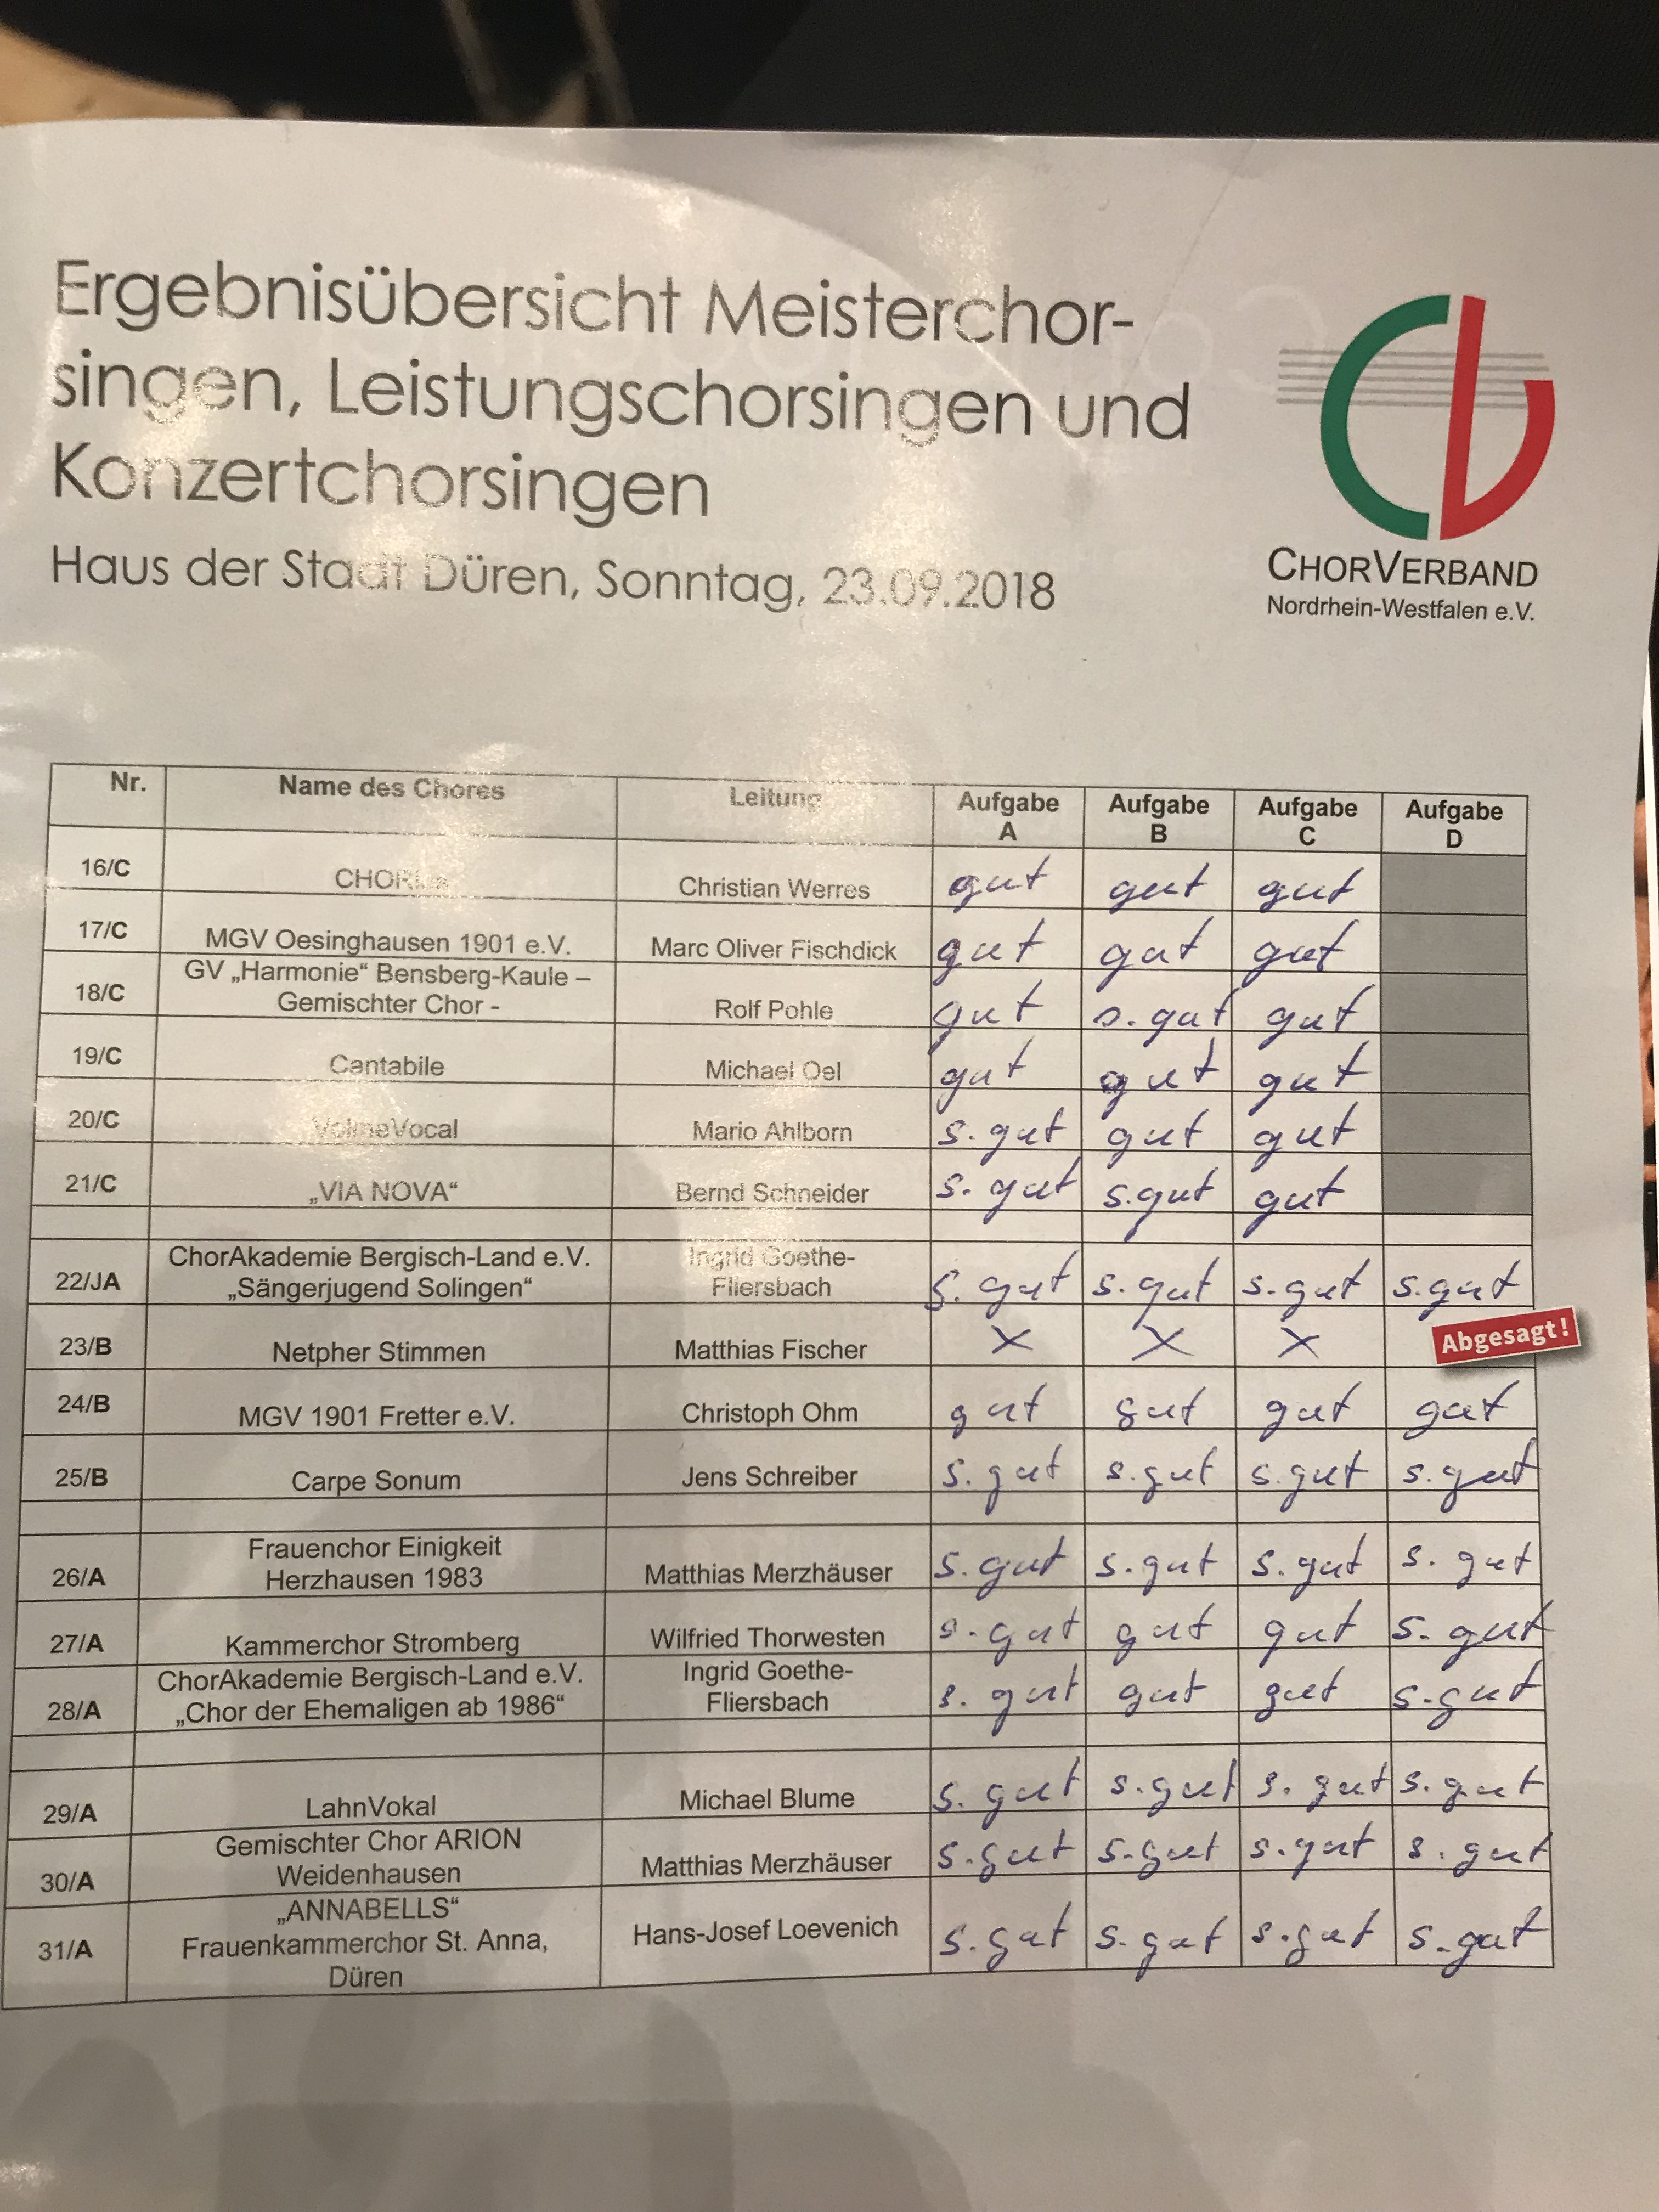 Ergebnisübersicht Meisterchor-
singen, Leistungschorsingen und
Konzertchorsingen
Haus der Stadt Düren, Sonntag, 23.09.2018
CHORVERBAND
Nordrhein-Westfalen e.V.
Nr. Name des Chores Leitung Aufgabe A Aufgabe B Aufgabe C Aufgabe D
16/C Christian Werres gut gut gut
17/C MGV Oesinghausen 1901 e.V. Marc Oliver Fischdick gut gut gut
18/C GV „Harmonie“ Bensberg-Kaule –
Gemischter Chor - Rolf Pohle gut s.gut gut
19/C Cantabile Michael Oel gut gut gut
20/C VolmeVocal Mario Ahlborn s.gut gut gut
21/C „VIA NOVA“ Bernd Schneider s.gut s.gut gut
22/JA ChorAkademie Bergisch-Land e.V.
„Sängerjugend Solingen“ Ingrid Goethe-
Fliersbach s.gut s.gut s.gut s.gut
23/B Netpher Stimmen Matthias Fischer X X X Abgesagt!
24/B MGV 1901 Fretter e.V. Christoph Ohm gut gut gut gut
25/B Carpe Sonum Jens Schreiber s.gut s.gut s.gut s.gut
26/A Frauenchor Einigkeit
Herzhausen 1983 Matthias Merzhäuser s.gut s.gut s.gut s.gut
27/A Kammerchor Stromberg Wilfried Thorwesten s.gut gut gut s.gut
28/A ChorAkademie Bergisch-Land e.V.
„Chor der Ehemaligen ab 1986“ Ingrid Goethe-
Fliersbach s.gut gut gut s.gut
29/A LahnVokal Michael Blume s.gut s.gut s.gut s.gut
30/A Gemischter Chor ARION
Weidenhausen Matthias Merzhäuser s.gut s.gut s.gut s.gut
31/A „ANNABELLS“
Frauenkammerchor St. Anna,
Düren Hans-Josef Loevenich s.gut s.gut s.gut s.gut